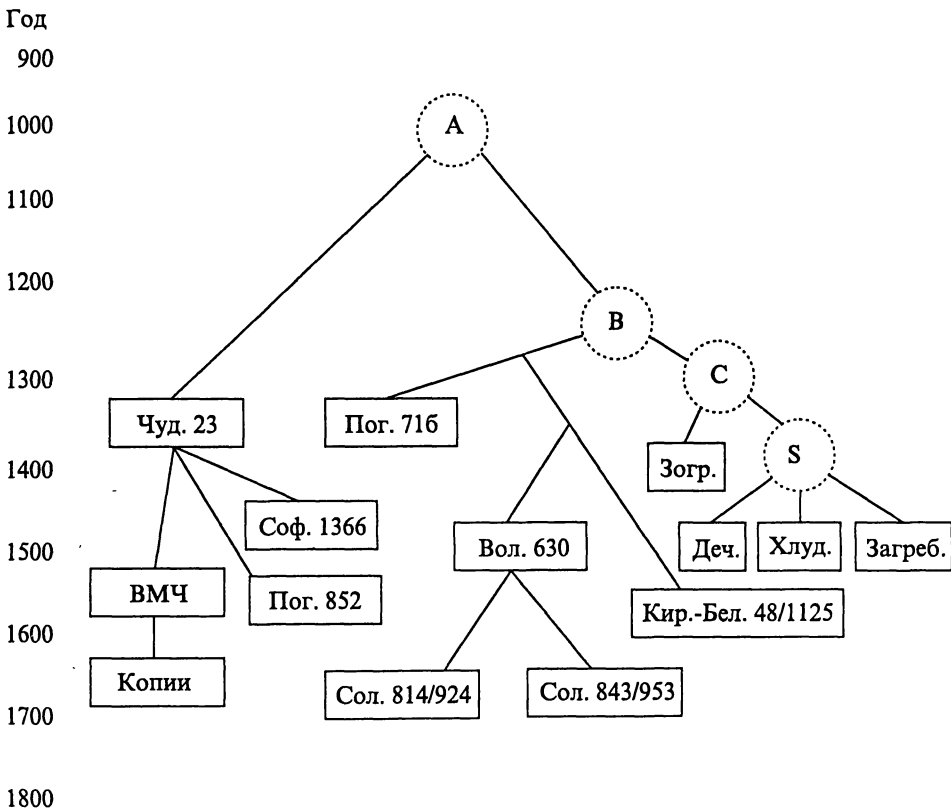 Год
900
1000
A
1100
1200
B
1300
C
Чуд. 23
Пог. 716
1400
Зогр.
S
Соф. 1366
1500
Вол. 630
Деч.
Хлуд.
Загреб.
ВМЧ
Пог. 852
Кир.-Бел. 48/1125
1600
Копии
Сол. 814/924
Сол. 843/953
1700
1800